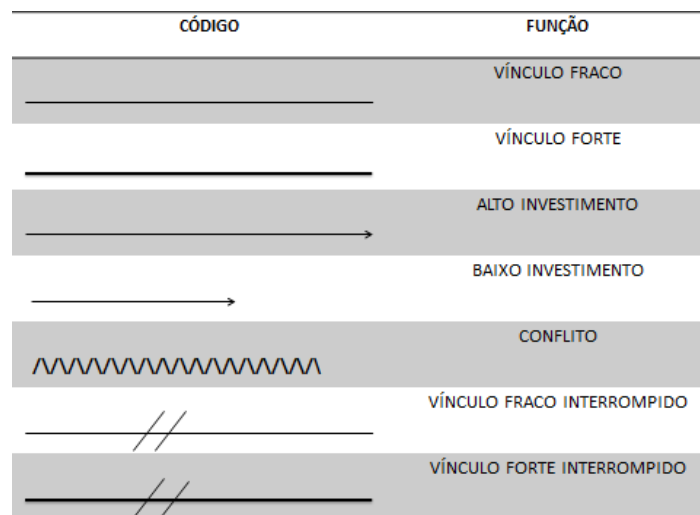 CÓDIGO FUNÇÃO
VÍNCULO FRACO
VÍNCULO FORTE
ALTO INVESTIMENTO
BAIXO INVESTIMENTO
CONFLITO
VÍNCULO FRACO INTERROMPIDO
VÍNCULO FORTE INTERROMPIDO